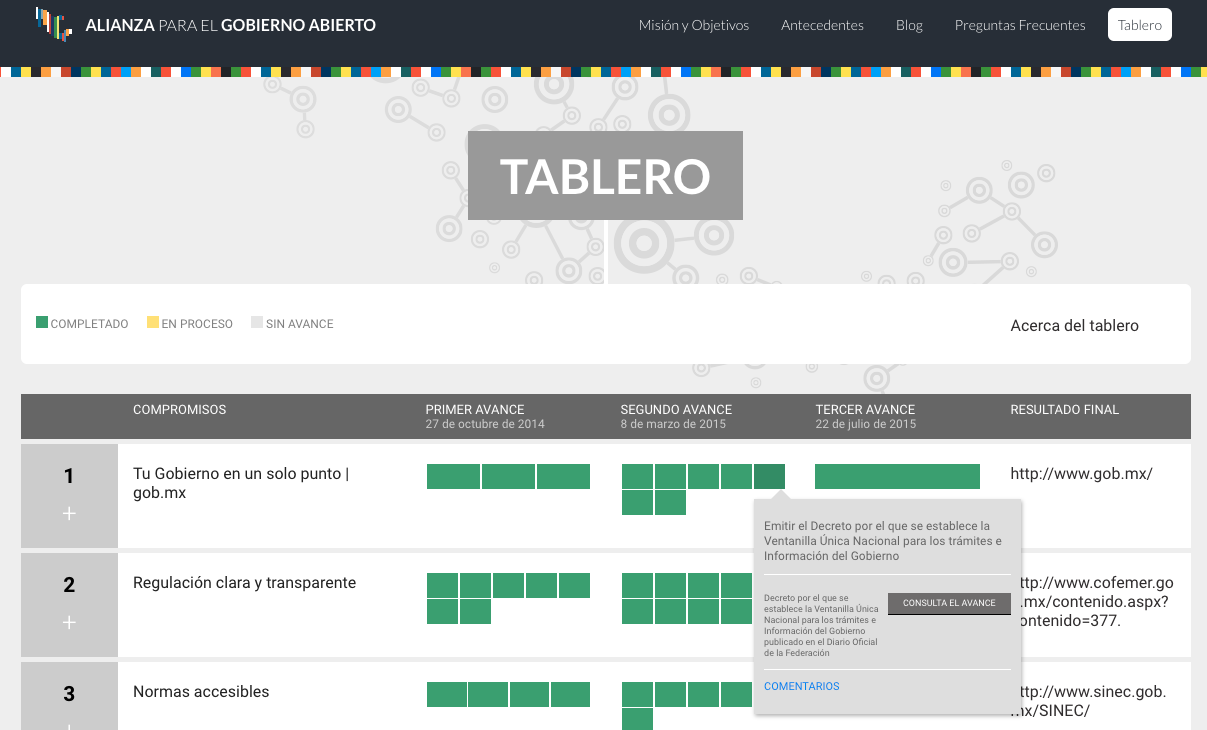 ALIANZA PARA EL GOBIERNO ABIERTO
Misión y Objetivos
Antecedentes
Blog
Preguntas Frecuentes
Tablero
TABLERO
COMPLETADO
EN PROCESO
SIN AVANCE
Acerca del tablero
COMPROMISOS
PRIMER AVANCE
27 de octubre de 2014
SEGUNDO AVANCE
8 de marzo de 2015
TERCER AVANCE
22 de julio de 2015
RESULTADO FINAL
1
+
Tu Gobierno en un solo punto |
gob.mx
http://www.gob.mx/
Emitir el Decreto por el que se establece la
Ventanilla Única Nacional para los trámites e
Información del Gobierno
Decreto por el que se
establece la Ventanilla Única
Nacional para los trámites e
Información del Gobierno
publicado en el Diario Oficial
de la Federación
CONSULTA EL AVANCE
COMENTARIOS
2
+
Regulación clara y transparente
ttp://www.cofemer.go
.mx/contenido.aspx?
ontenido=377.
3
Normas accesibles
ttp://www.sinec.gob.
mx/SINEC/